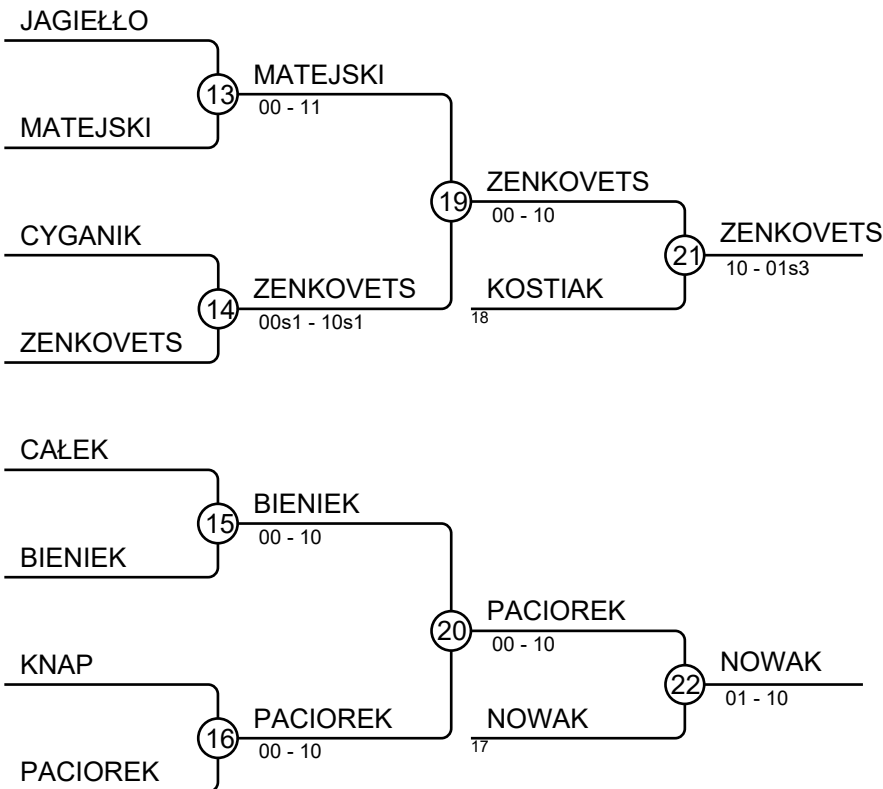 JAGIEŁŁO
MATEJSKI
13
00 - 11
MATEJSKI
ZENKOVETS
19
00 - 10
CYGANIK
ZENKOVETS
21
10 - 01s3
ZENKOVETS
KOSTIAK
14
00s1 - 10s1
18
ZENKOVETS
CAŁEK
BIENIEK
15
00 - 10
BIENIEK
PACIOREK
20
00 - 10
KNAP
NOWAK
22
01 - 10
PACIOREK
NOWAK
16
00 - 10
17
PACIOREK